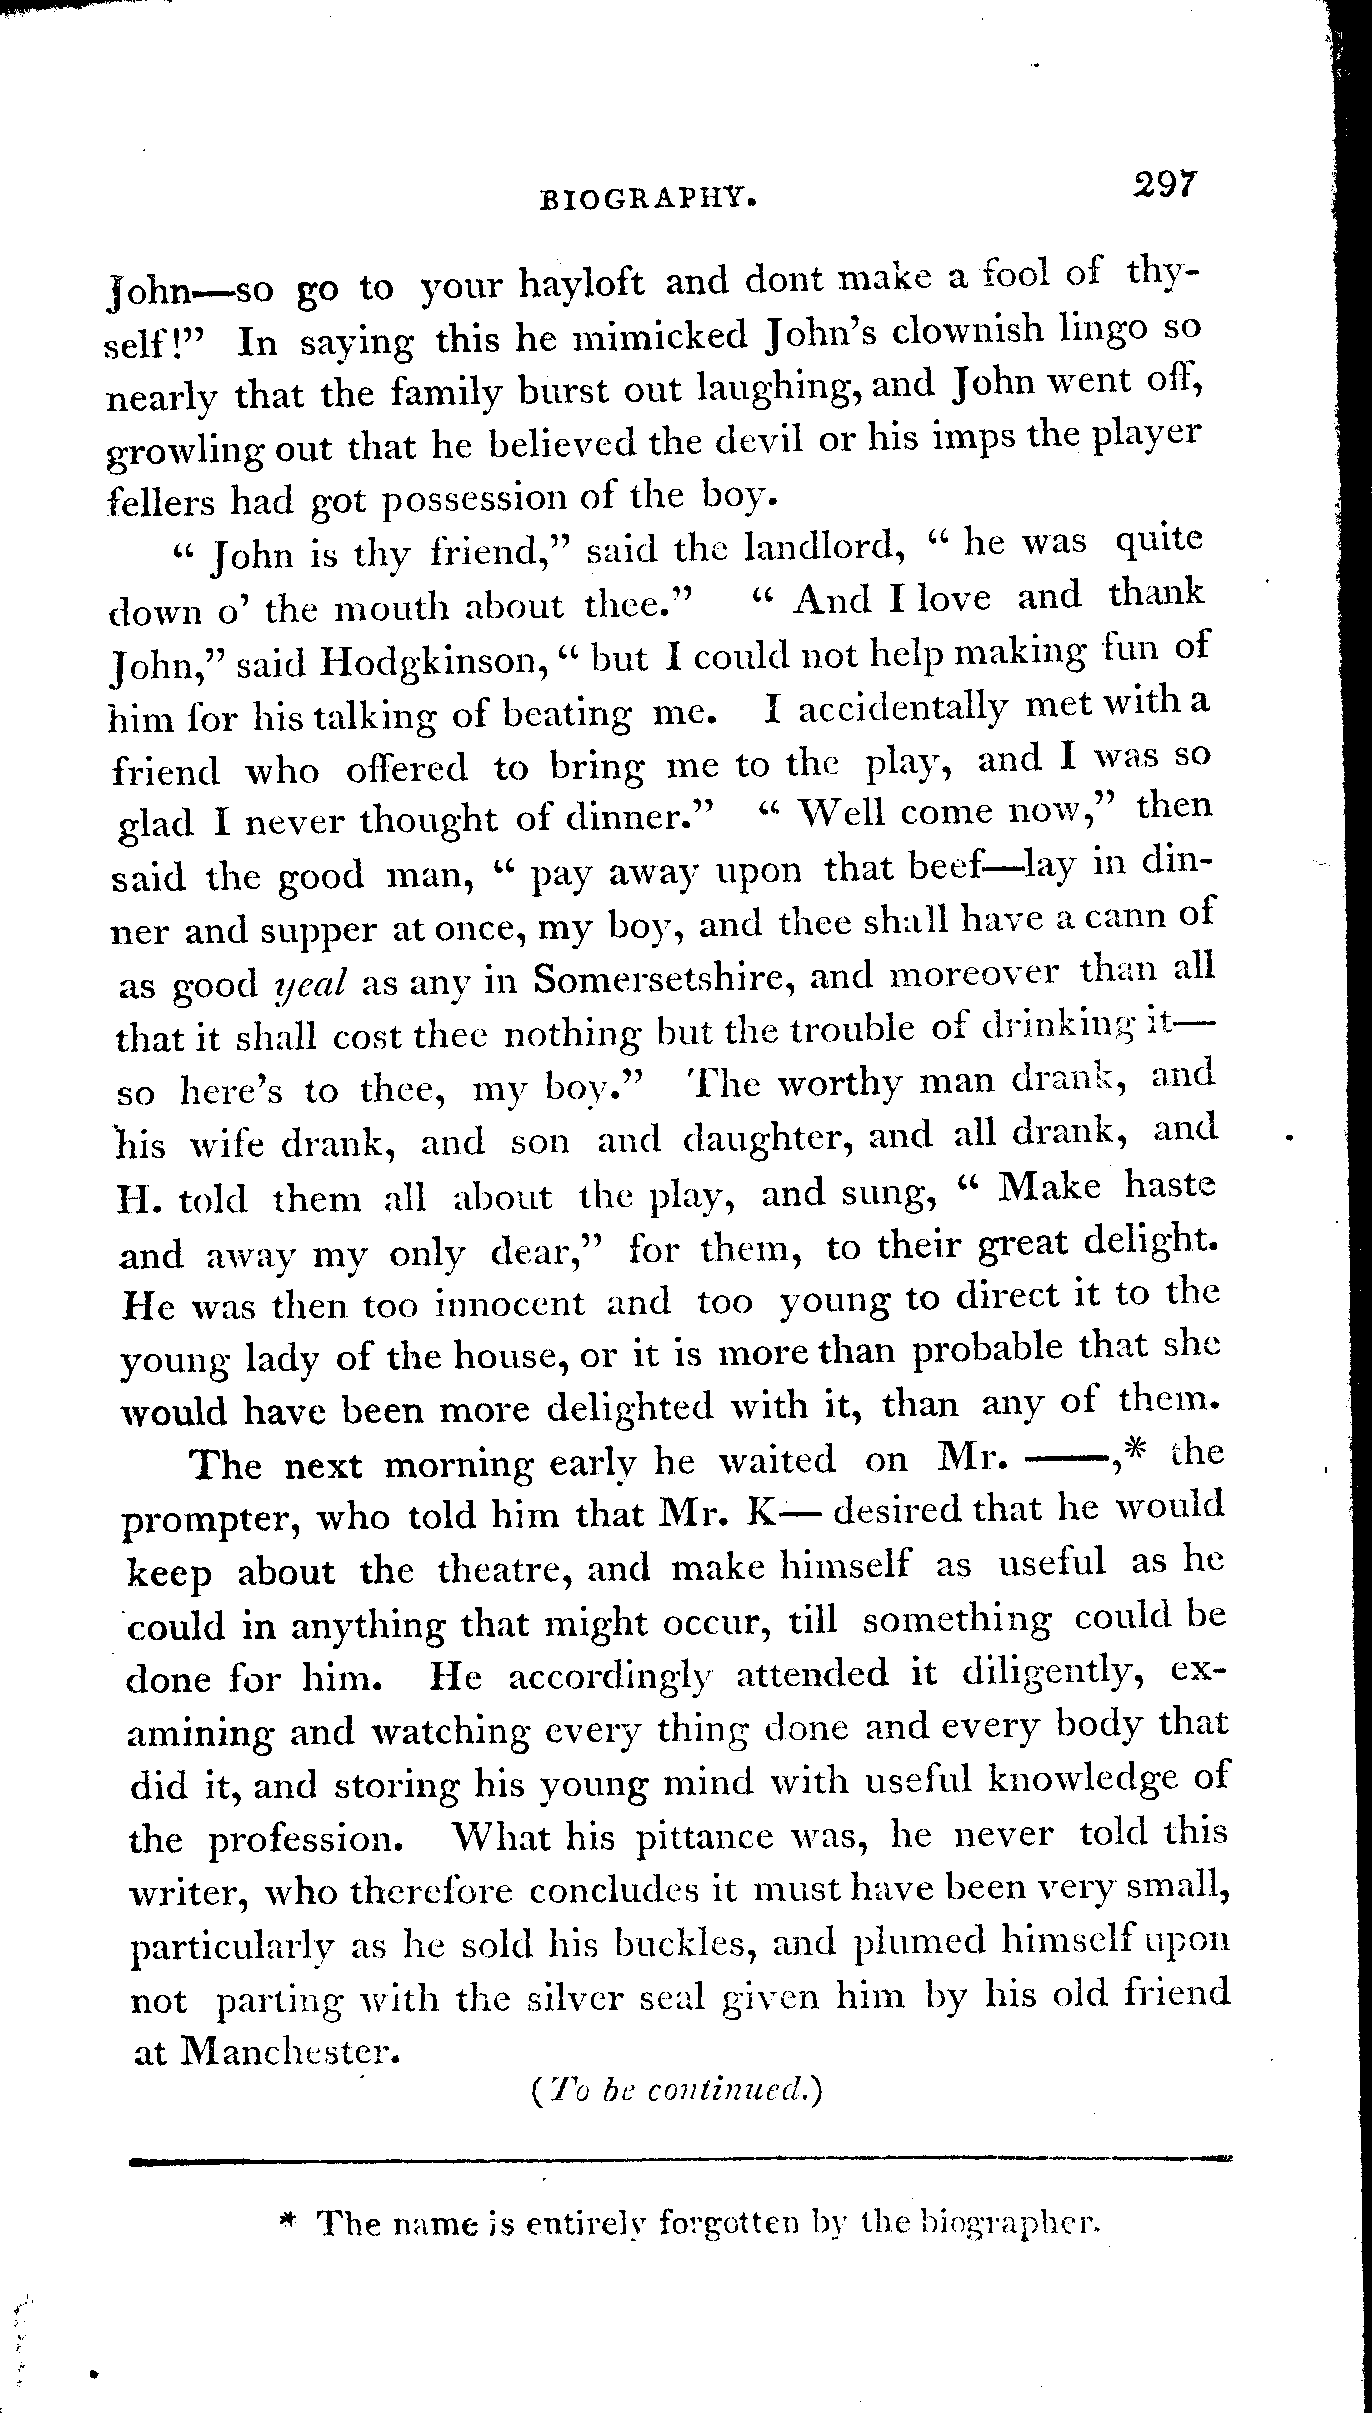 BIOGRAPHY. 297
John—so go to your hayloft and dont make a fool of thy-
self!" In saying this he mimicked John's clownish lingo so
nearly that the family burst out laughing, and John went off,
growling out that he believed the devil or his imps the player
fellers had got possession of the boy.
" John is thy friend," said the landlord, " he was quite
down o' the mouth about thee." " And I love and thank
John," said Hodgkinson, " but I could not help making fun of
him for his talking of beating me. I accidentally met with a
friend who offered to bring me to the play, and I was so
glad I never thought of dinner." " Well come now," then
said the good man, " pay away upon that beef—lay in din-
ner and supper at once, my boy, and thee shall have a cann of
as good yeal as any in Somersetshire, and moreover than all
that it shall cost thee nothing but the trouble of drinking it—
so here's to thee, my boy." The worthy man drank, and
his wife drank, and son and daughter, and all drank, and
H. told them all about the play, and sung, " Make haste
and away my only dear," for them, to their great delight.
He was then too innocent and too young to direct it to the
young lady of the house, or it is more than probable that she
would have been more delighted with it, than any of them.
The next morning early he waited on Mr. ——,* the
prompter, who told him that Mr. K— desired that he would
keep about the theatre, and make himself as useful as he
could in anything that might occur, till something could be
done for him. He accordingly attended it diligently, ex-
amining and watching every thing done and every body that
did it, and storing his young mind with useful knowledge of
the profession. What his pittance was, he never told this
writer, who therefore concludes it must have been very small,
particularly as he sold his buckles, and plumed himself upon
not parting with the silver seal given him by his old friend
at Manchester.
(To be continued.)
* The name is entirely forgotten by the biographer.